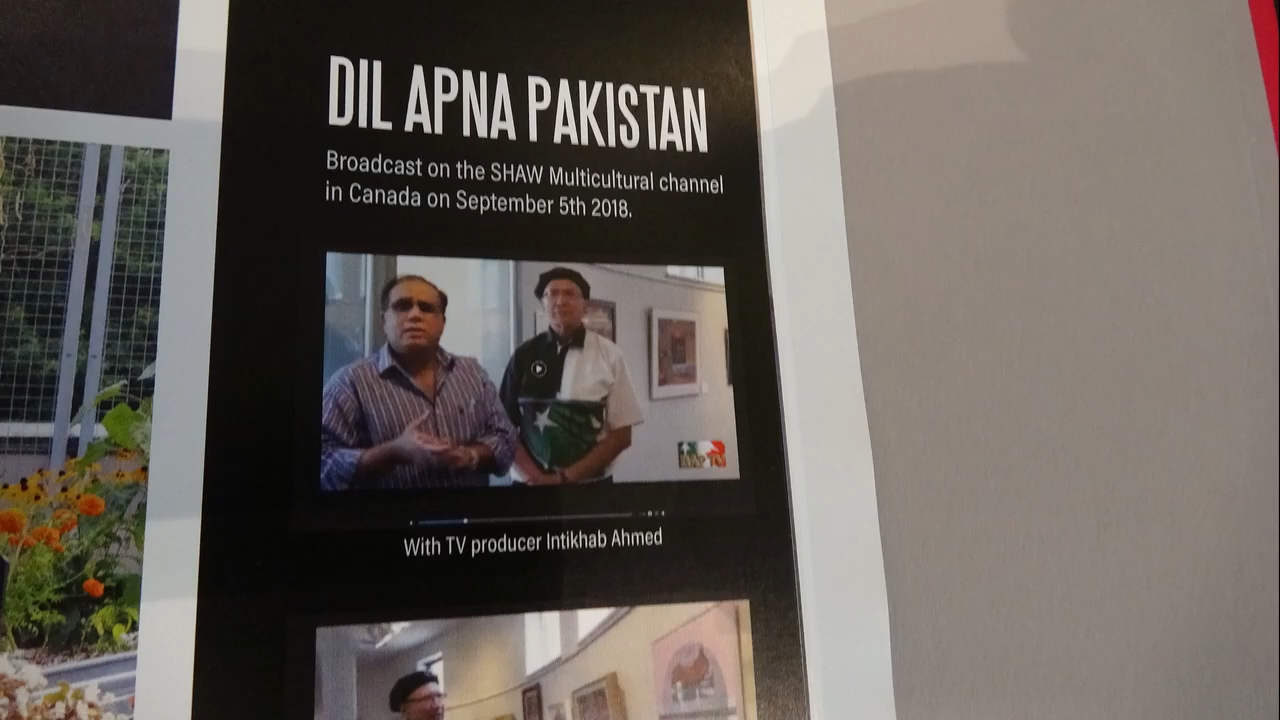 DIL APNA PAKISTAN
Broadcast on the SHAW Multicultural channel
in Canada on September 5th 2018.
With TV producer Intikhab Ahmed